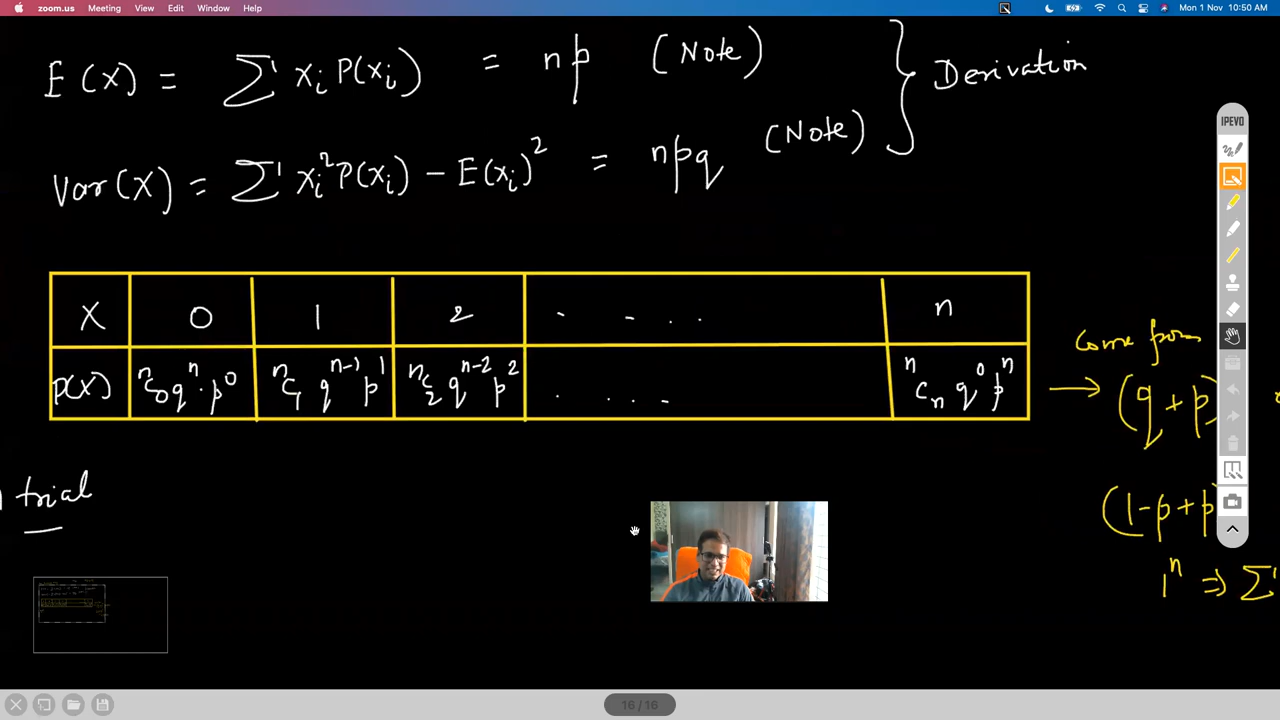 zoom.us Meeting View Edit Window Help Mon 1 Nov 10:50 AM
E(X) = ∑ xᵢ P(xᵢ) = np (Note)
Derivation
Var(X) = ∑ xᵢ² P(xᵢ) − E(xᵢ)² = npq (Note)
IPEVO
X 0 1 2 - - . . n
P(X) ⁿC₀ qⁿ · p⁰ ⁿC₁ qⁿ⁻¹ p¹ ⁿC₂ qⁿ⁻² p² . . . . ⁿCₙ q⁰ pⁿ
Come from
→ (q + p)
trial
(1 - p + p
1ⁿ ⇒ ∑
16 / 16